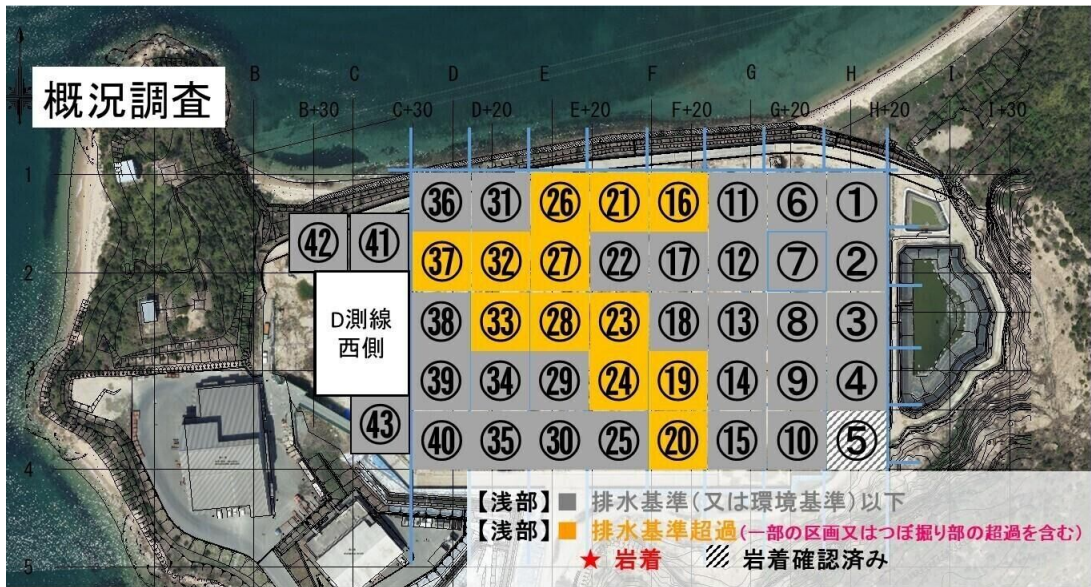 概況調査
B C D E F G H I
B+30 C+30 D+20 E+20 F+20 G+20 H+20 I+30
1
㊱ ㉛ ㉖ ㉑ ⑯ ⑪ ⑥ ①
㊷ ㊶
㊲ ㉜ ㉗ ㉒ ⑰ ⑫ ⑦ ②
2
D測線
西側
㊳ ㉝ ㉘ ㉓ ⑱ ⑬ ⑧ ③
3
㊴ ㉞ ㉙ ㉔ ⑲ ⑭ ⑨ ④
㊸
㊵ ㉟ ㉚ ㉕ ⑳ ⑮ ⑩ ⑤
4
【浅部】■ 排水基準(又は環境基準)以下
【浅部】■ 排水基準超過(一部の区画又はつぼ掘り部の超過を含む)
★ 岩着 岩着確認済み
5